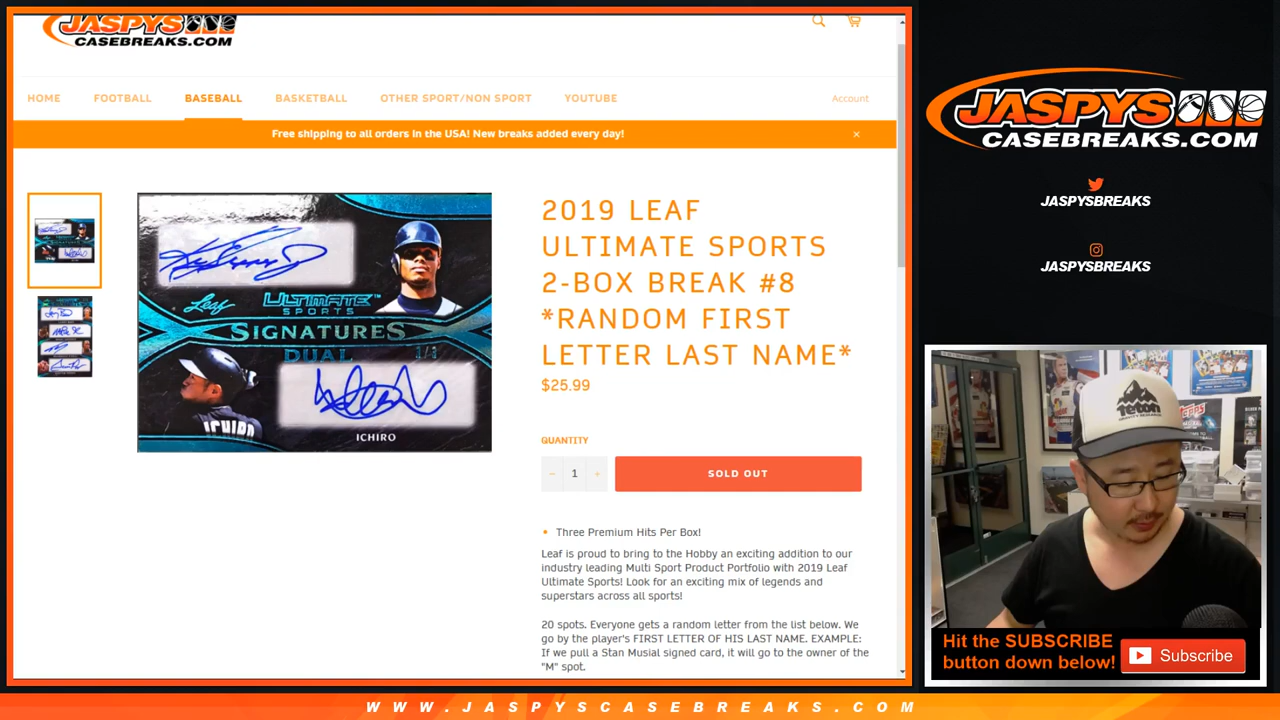 JASPYS
CASEBREAKS.COM
HOME FOOTBALL BASEBALL BASKETBALL OTHER SPORT/NON SPORT YOUTUBE Account
Free shipping to all orders in the USA! New breaks added every day! ×
2019 LEAF
ULTIMATE SPORTS
2-BOX BREAK #8
*RANDOM FIRST
LETTER LAST NAME*
$25.99
Leaf ULTIMATE™
SPORTS
SIGNATURES
DUAL 1/1
ICHIRO
ICHIRO
QUANTITY
− 1 + SOLD OUT
• Three Premium Hits Per Box!
Leaf is proud to bring to the Hobby an exciting addition to our
industry leading Multi Sport Product Portfolio with 2019 Leaf
Ultimate Sports! Look for an exciting mix of legends and
superstars across all sports!
20 spots. Everyone gets a random letter from the list below. We
go by the player's FIRST LETTER OF HIS LAST NAME. EXAMPLE:
If we pull a Stan Musial signed card, it will go to the owner of the
"M" spot.
JASPYS
CASEBREAKS.COM
JASPYSBREAKS
JASPYSBREAKS
Teton
Hit the SUBSCRIBE
button down below!
Subscribe
WWW.JASPYSCASEBREAKS.COM